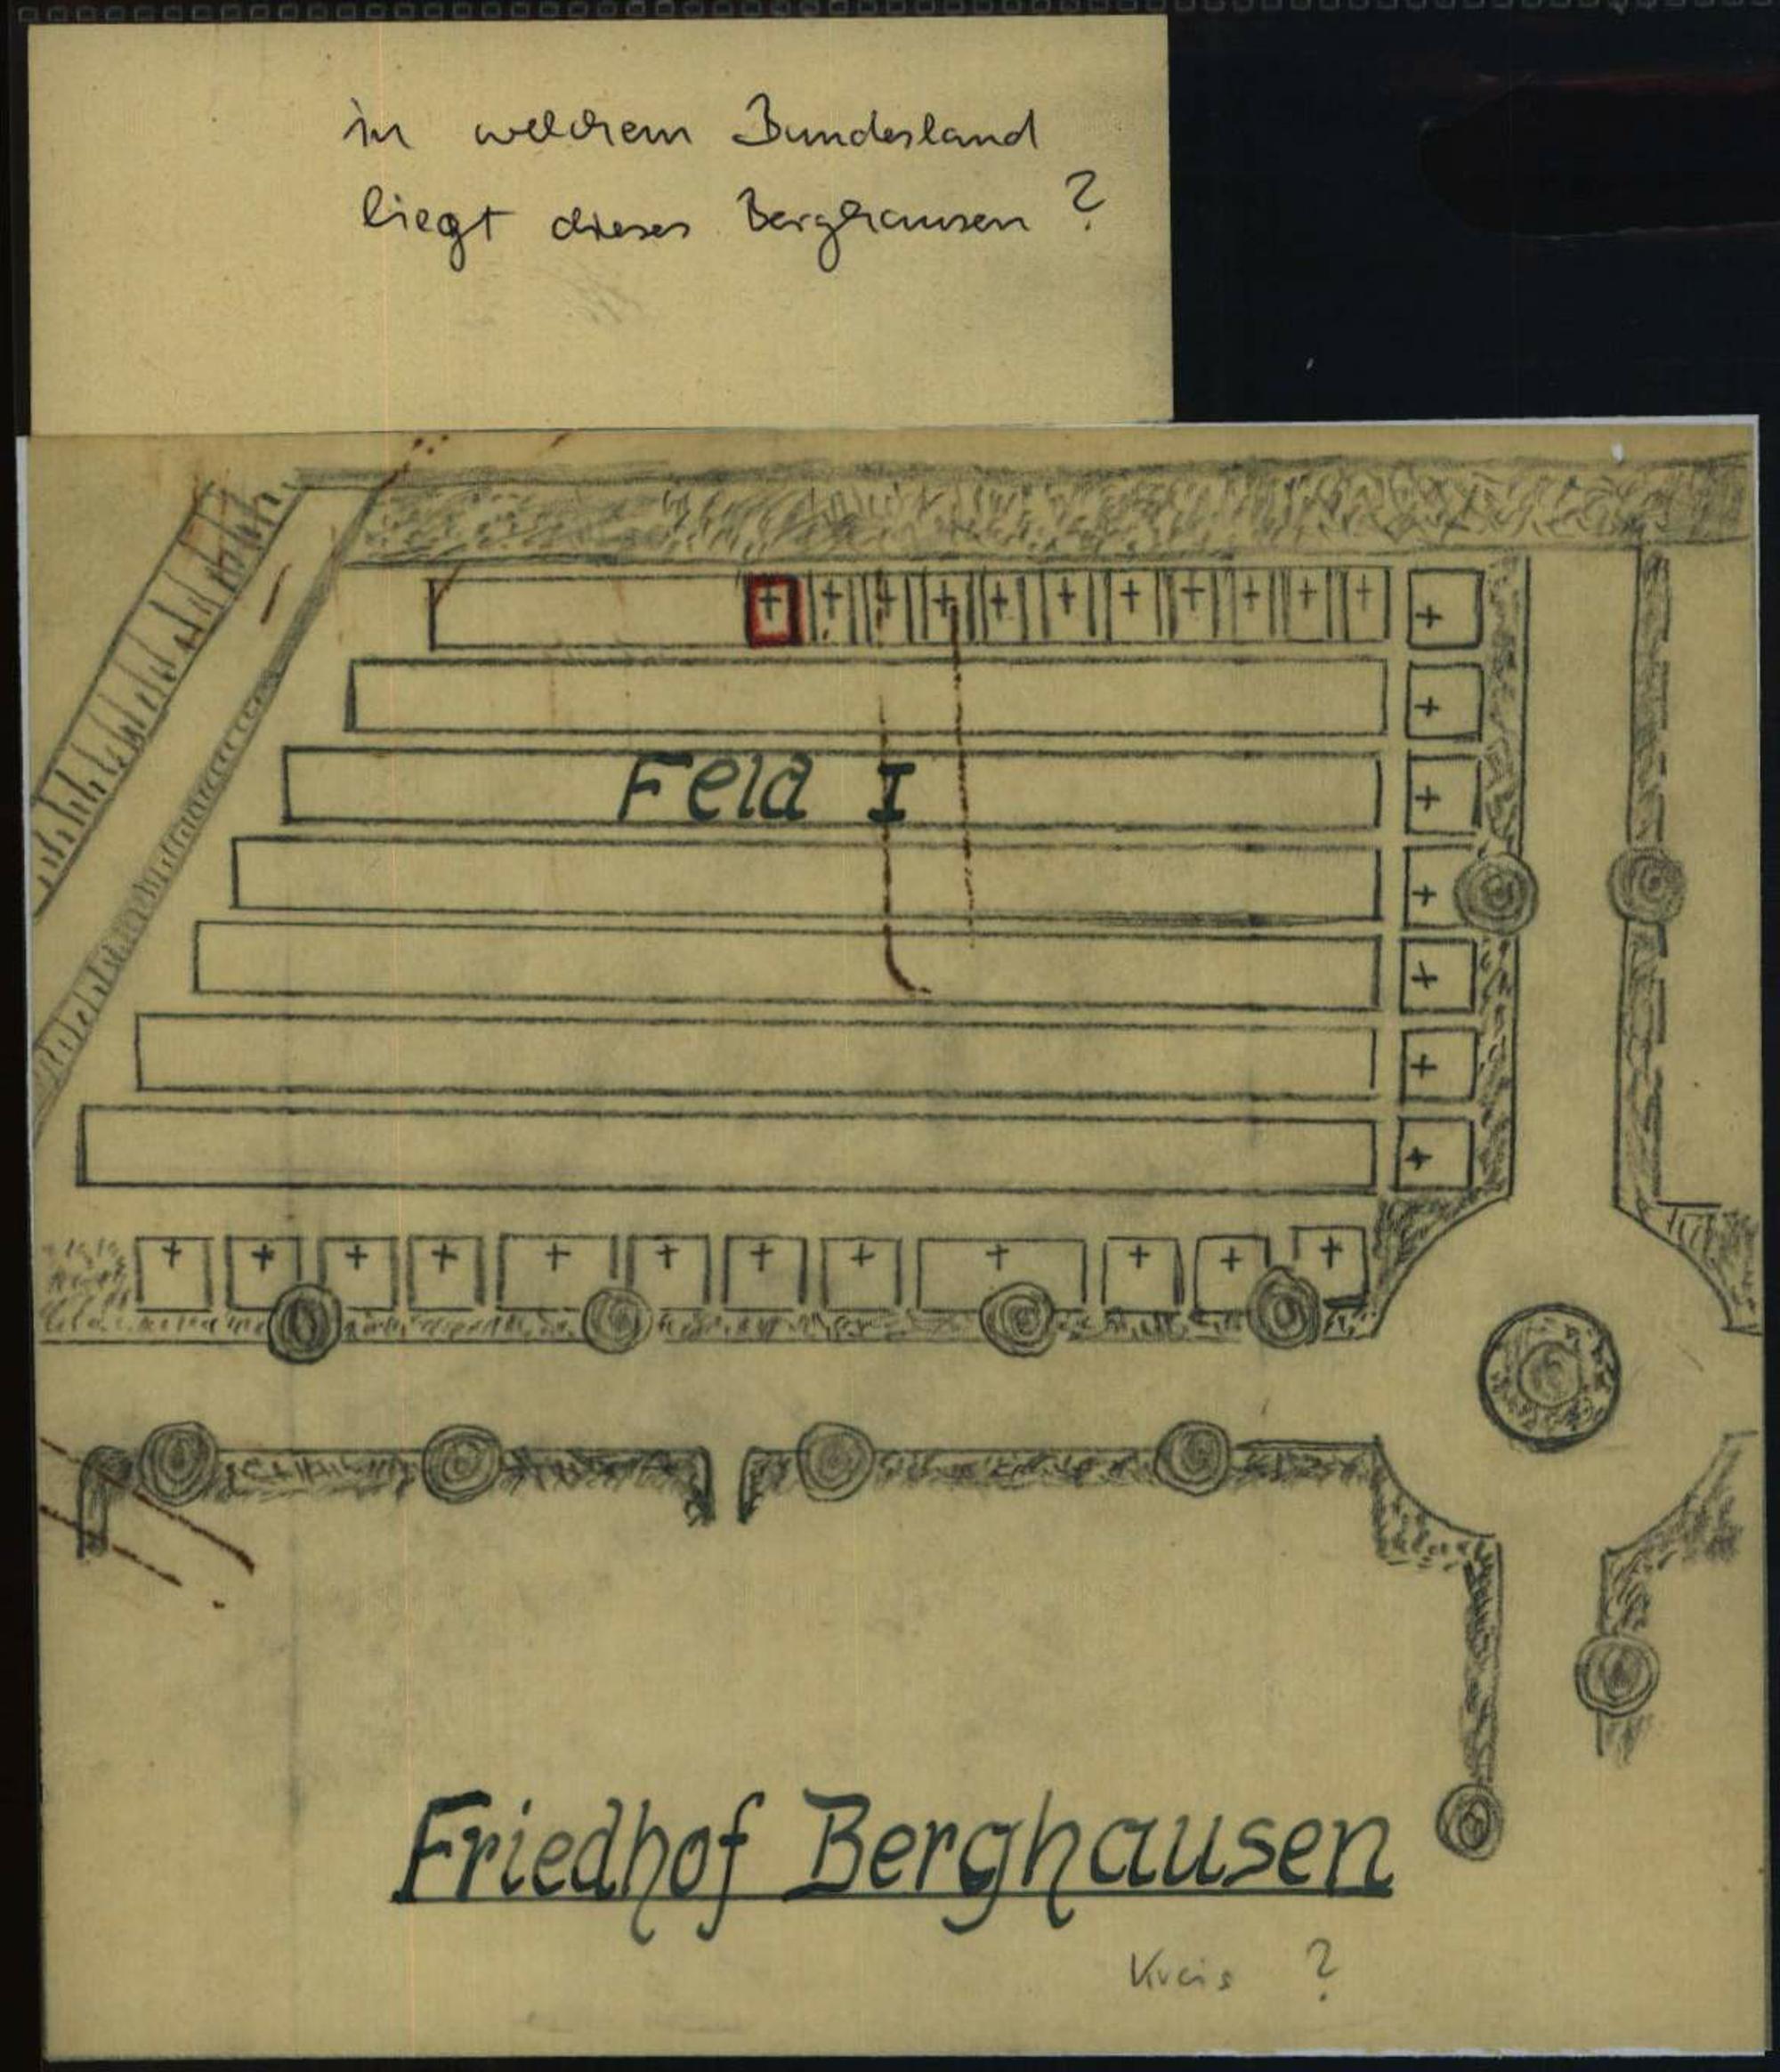 in welchem Bundesland
liegt dieses Berghausen ?
Feld I
Friedhof Berghausen
Kreis ?